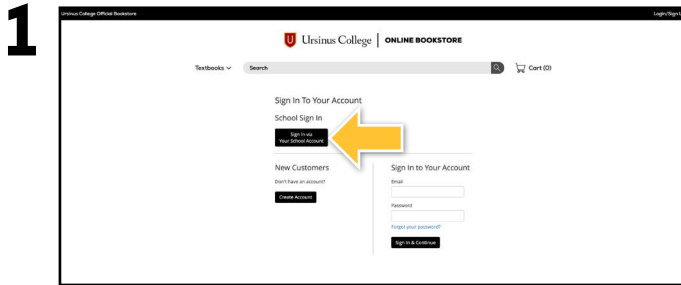 1
Ursinus College Official Bookstore
Login/Sign U
U Ursinus College | ONLINE BOOKSTORE
Textbooks Search Cart (0)
Sign In To Your Account
School Sign In
Sign in via
Your School Account
New Customers
Don't have an account?
Create Account
Sign In to Your Account
Email
Password
Forgot your password?
Sign In & Continue